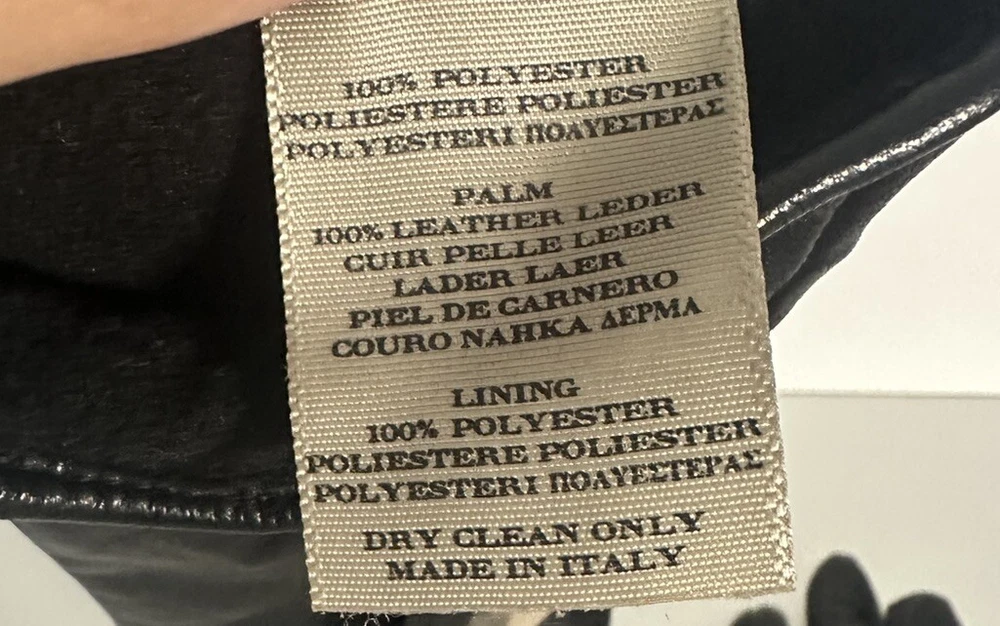 100% POLYESTER
POLIESTERE POLIESTER
POLYESTERI ΠΟΛΥΕΣΤΕΡΑΣ
PALM
100% LEATHER LEDER
CUIR PELLE LEER
LADER LAER
PIEL DE CARNERO
COURO NAHKA ΔΕΡΜΑ
LINING
100% POLYESTER
POLIESTERE POLIESTER
POLYESTERI ΠΟΛΥΕΣΤΕΡΑΣ
DRY CLEAN ONLY
MADE IN ITALY